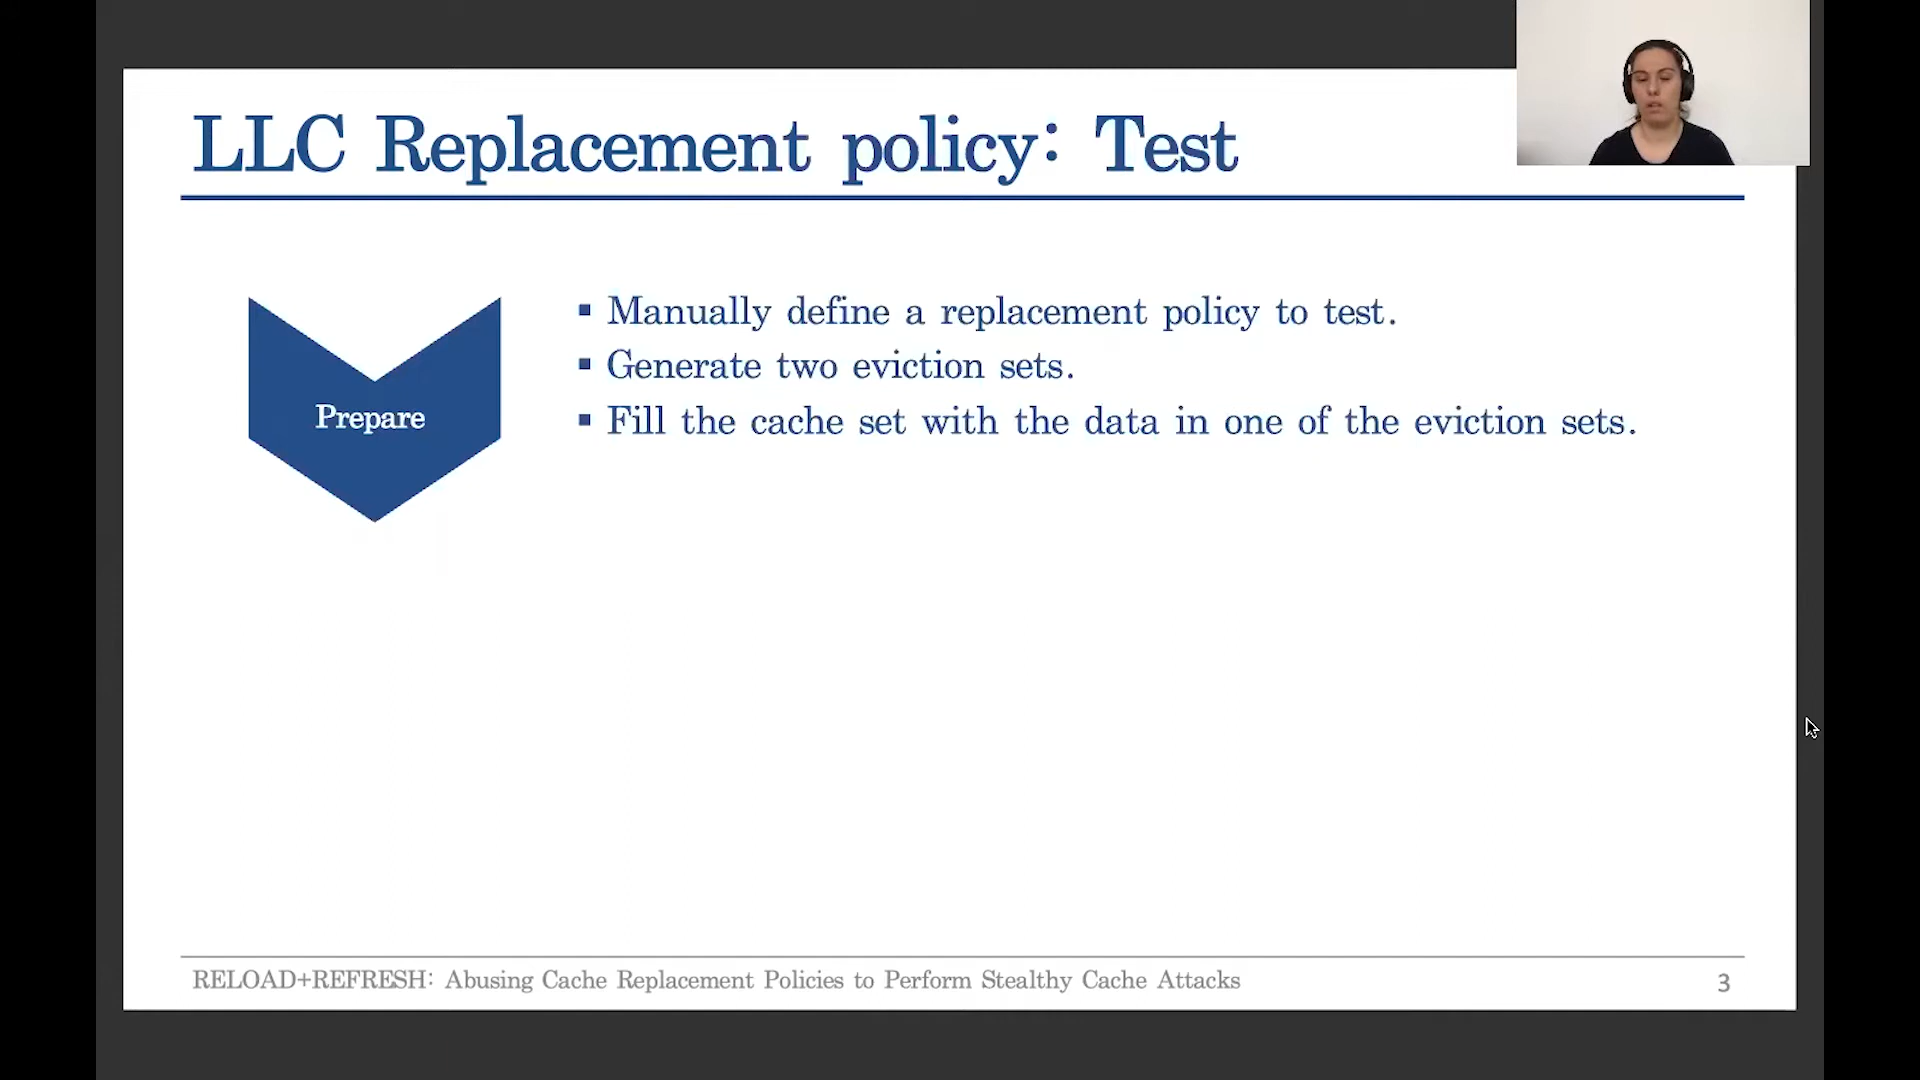 LLC Replacement policy: Test
Prepare
▪ Manually define a replacement policy to test.
▪ Generate two eviction sets.
▪ Fill the cache set with the data in one of the eviction sets.
RELOAD+REFRESH: Abusing Cache Replacement Policies to Perform Stealthy Cache Attacks
3